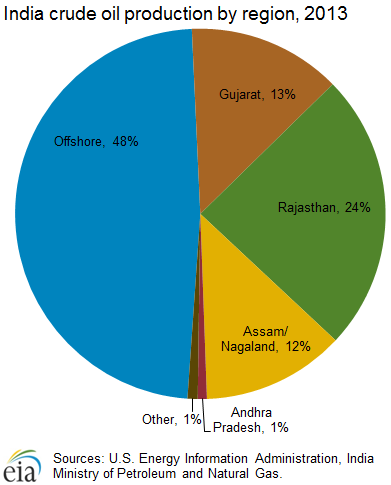 India crude oil production by region, 2013
Gujarat, 13%
Offshore, 48%
Rajasthan, 24%
Assam/
Nagaland, 12%
Other, 1%
Andhra
Pradesh, 1%
eia
Sources: U.S. Energy Information Administration, India
Ministry of Petroleum and Natural Gas.